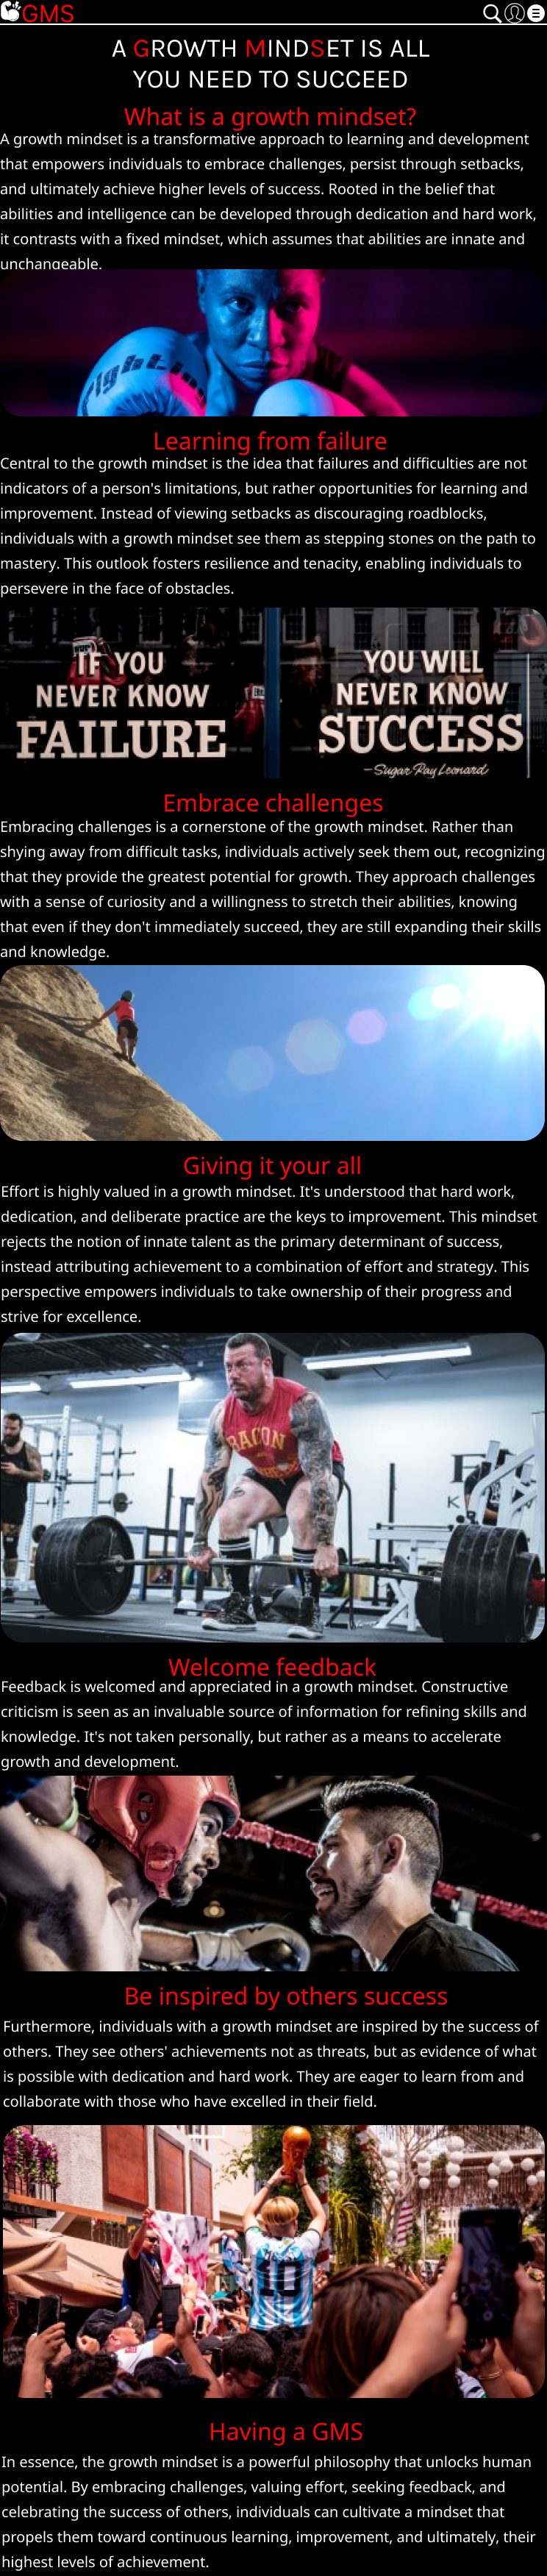 GMS
A GROWTH MINDSET IS ALL
YOU NEED TO SUCCEED
What is a growth mindset?
A growth mindset is a transformative approach to learning and development
that empowers individuals to embrace challenges, persist through setbacks,
and ultimately achieve higher levels of success. Rooted in the belief that
abilities and intelligence can be developed through dedication and hard work,
it contrasts with a fixed mindset, which assumes that abilities are innate and
unchangeable.
Learning from failure
Central to the growth mindset is the idea that failures and difficulties are not
indicators of a person's limitations, but rather opportunities for learning and
improvement. Instead of viewing setbacks as discouraging roadblocks,
individuals with a growth mindset see them as stepping stones on the path to
mastery. This outlook fosters resilience and tenacity, enabling individuals to
persevere in the face of obstacles.
IF YOU
NEVER KNOW
FAILURE
YOU WILL
NEVER KNOW
SUCCESS
-Sugar Ray Leonard
Embrace challenges
Embracing challenges is a cornerstone of the growth mindset. Rather than
shying away from difficult tasks, individuals actively seek them out, recognizing
that they provide the greatest potential for growth. They approach challenges
with a sense of curiosity and a willingness to stretch their abilities, knowing
that even if they don't immediately succeed, they are still expanding their skills
and knowledge.
Giving it your all
Effort is highly valued in a growth mindset. It's understood that hard work,
dedication, and deliberate practice are the keys to improvement. This mindset
rejects the notion of innate talent as the primary determinant of success,
instead attributing achievement to a combination of effort and strategy. This
perspective empowers individuals to take ownership of their progress and
strive for excellence.
BACON
Welcome feedback
Feedback is welcomed and appreciated in a growth mindset. Constructive
criticism is seen as an invaluable source of information for refining skills and
knowledge. It's not taken personally, but rather as a means to accelerate
growth and development.
Be inspired by others success
Furthermore, individuals with a growth mindset are inspired by the success of
others. They see others' achievements not as threats, but as evidence of what
is possible with dedication and hard work. They are eager to learn from and
collaborate with those who have excelled in their field.
10
Having a GMS
In essence, the growth mindset is a powerful philosophy that unlocks human
potential. By embracing challenges, valuing effort, seeking feedback, and
celebrating the success of others, individuals can cultivate a mindset that
propels them toward continuous learning, improvement, and ultimately, their
highest levels of achievement.